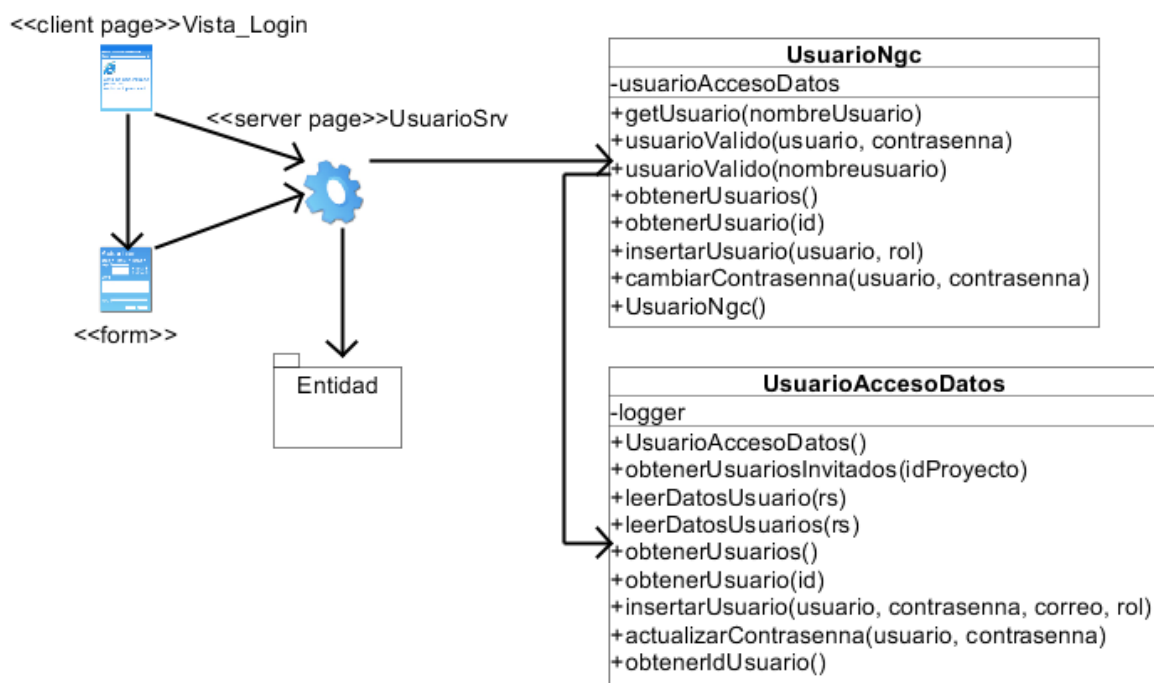 <<client page>>Vista_Login
<<server page>>UsuarioSrv
<<form>>
Entidad
UsuarioNgc
-usuarioAccesoDatos
+getUsuario(nombreUsuario)
+usuarioValido(usuario, contrasenna)
+usuarioValido(nombreusuario)
+obtenerUsuarios()
+obtenerUsuario(id)
+insertarUsuario(usuario, rol)
+cambiarContrasenna(usuario, contrasenna)
+UsuarioNgc()
UsuarioAccesoDatos
-logger
+UsuarioAccesoDatos()
+obtenerUsuariosInvitados(idProyecto)
+leerDatosUsuario(rs)
+leerDatosUsuarios(rs)
+obtenerUsuarios()
+obtenerUsuario(id)
+insertarUsuario(usuario, contrasenna, correo, rol)
+actualizarContrasenna(usuario, contrasenna)
+obtenerIdUsuario()